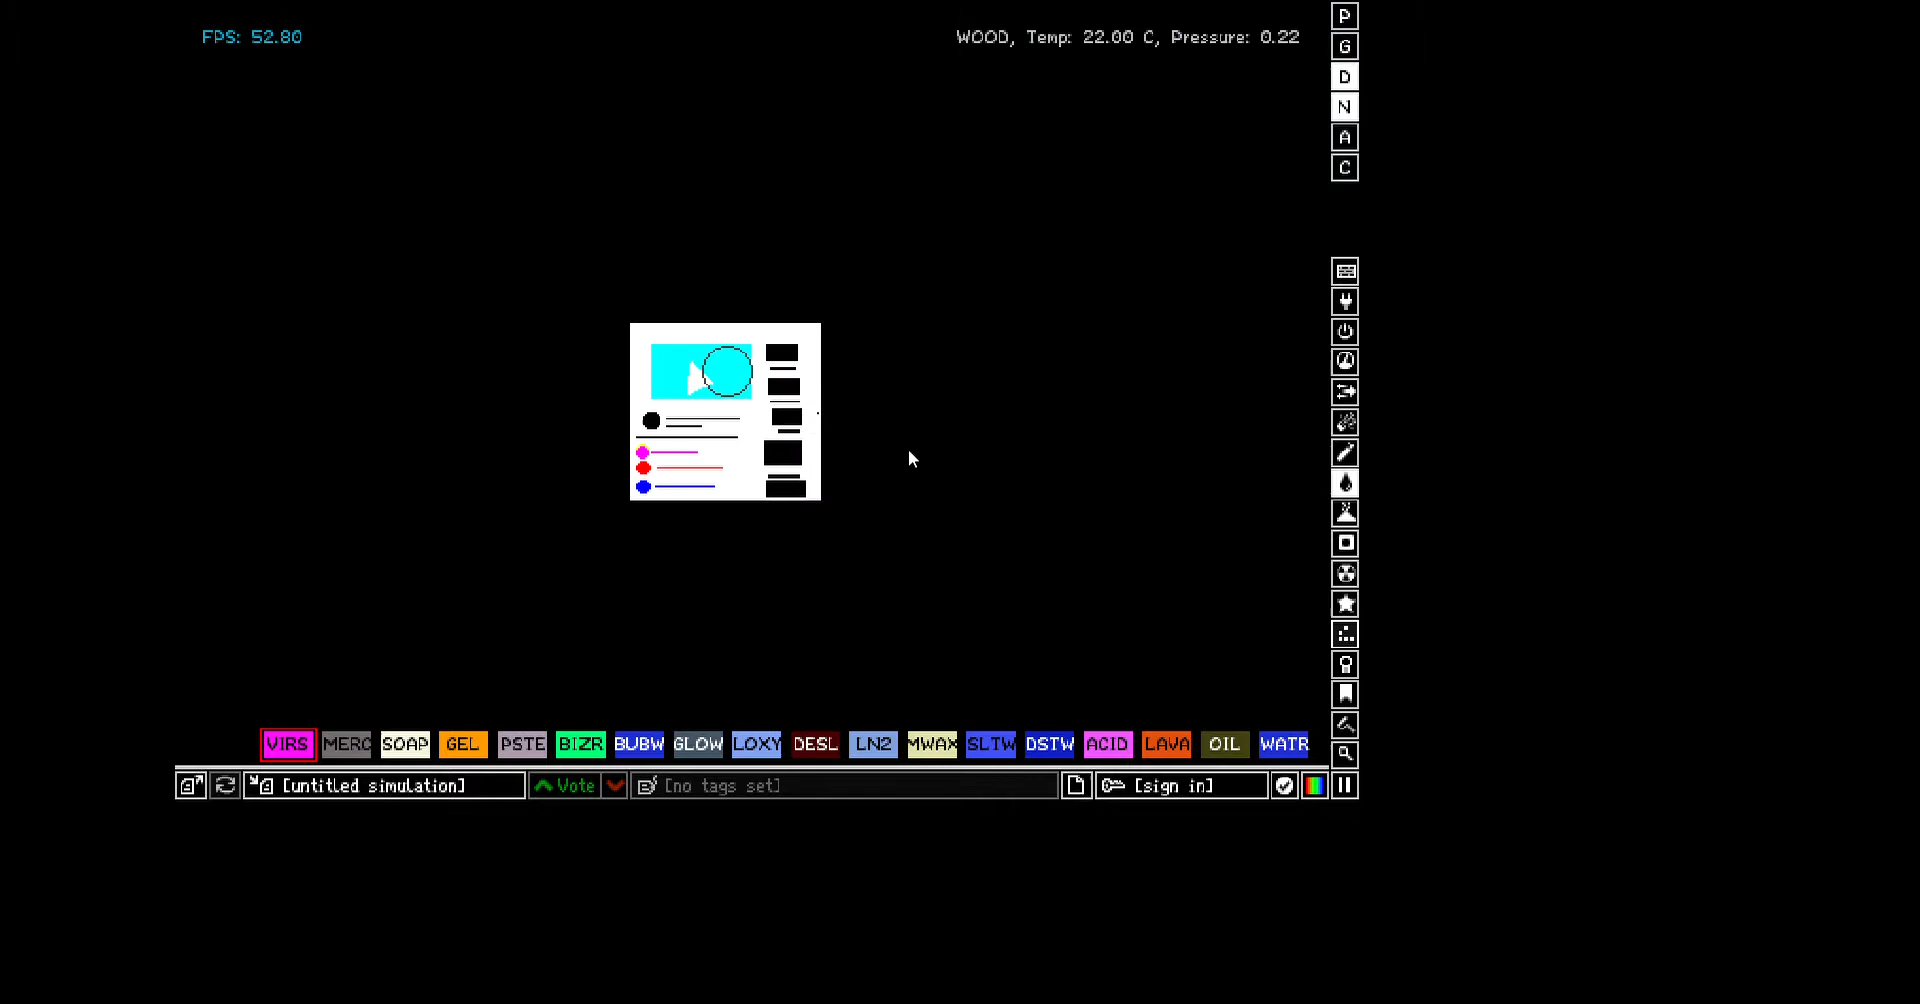 FPS: 52.80
WOOD, Temp: 22.00 C, Pressure: 0.22
P
G
D
N
A
C
VIRS MERC SOAP GEL PSTE BIZR BUBW GLOW LOXY DESL LN2 MWAX SLTW DSTW ACID LAVA OIL WATR
[untitled simulation] Vote [no tags set] [sign in]